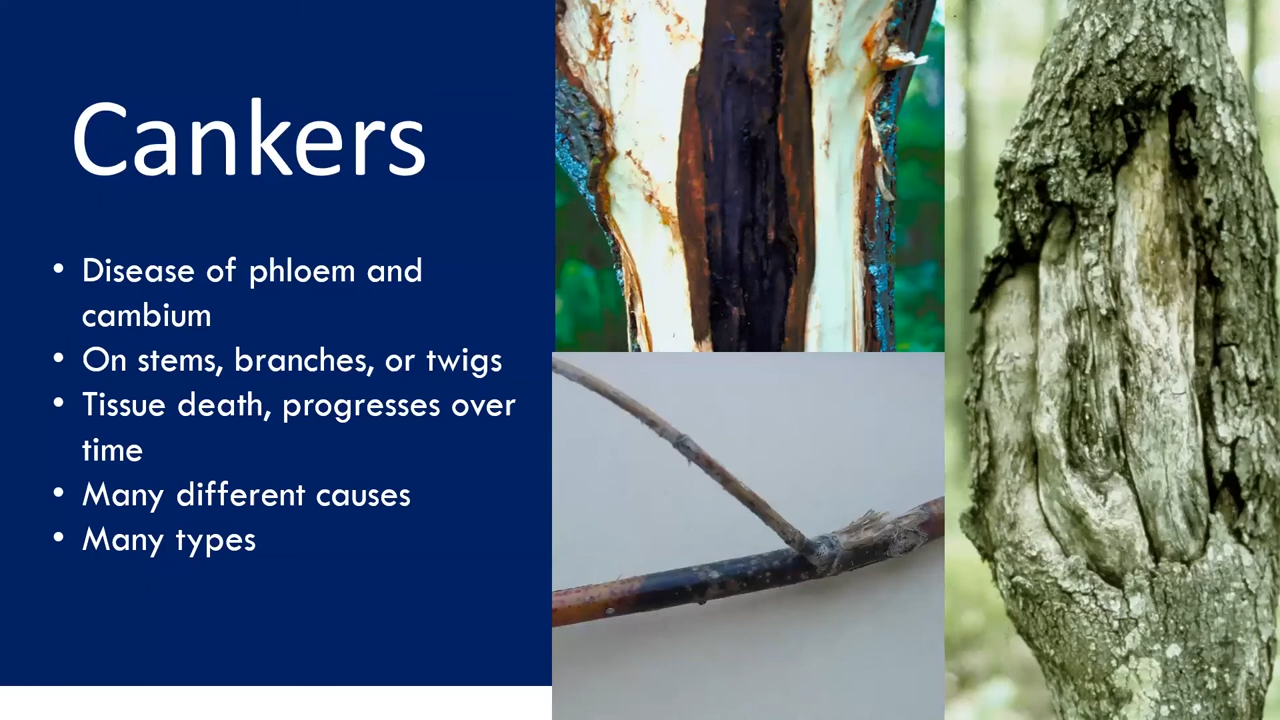 Cankers
• Disease of phloem and
cambium
• On stems, branches, or twigs
• Tissue death, progresses over
time
• Many different causes
• Many types